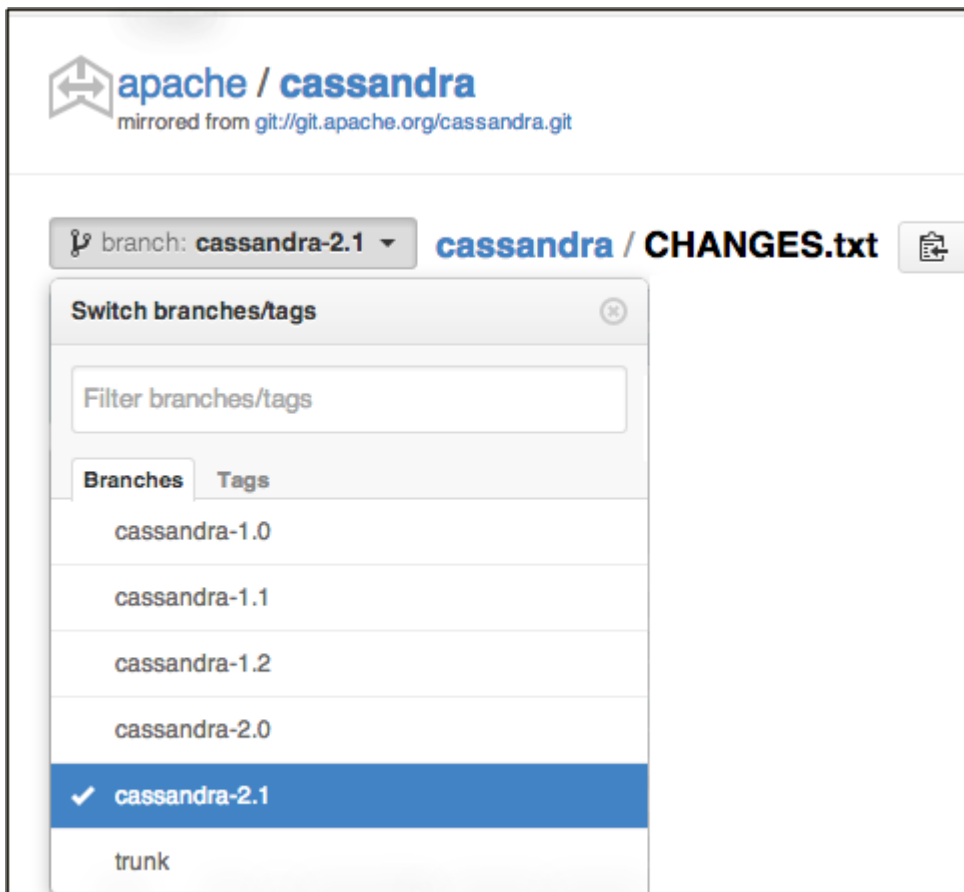 apache / cassandra
mirrored from git://git.apache.org/cassandra.git
branch: cassandra-2.1 cassandra / CHANGES.txt
Switch branches/tags
Filter branches/tags
Branches Tags
cassandra-1.0
cassandra-1.1
cassandra-1.2
cassandra-2.0
cassandra-2.1
trunk